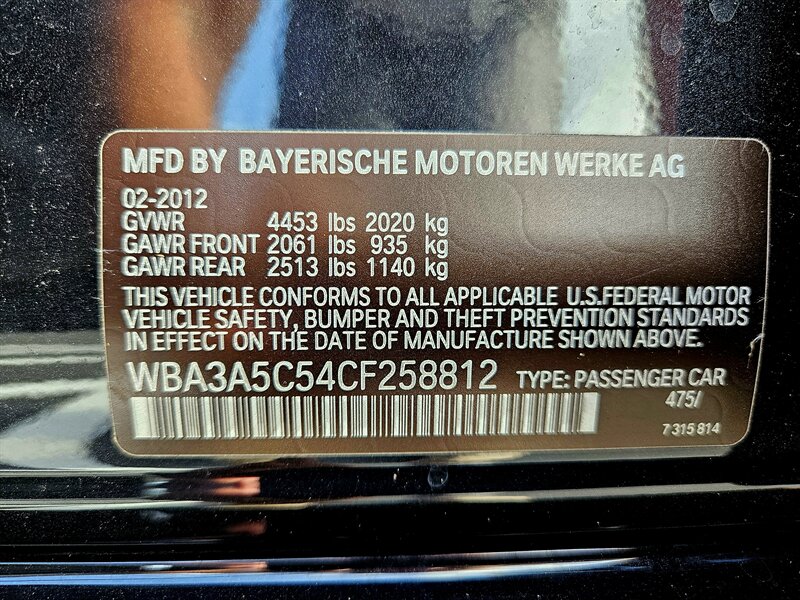 MFD BY BAYERISCHE MOTOREN WERKE AG
02-2012
GVWR 4453 lbs 2020 kg
GAWR FRONT 2061 lbs 935 kg
GAWR REAR 2513 lbs 1140 kg
THIS VEHICLE CONFORMS TO ALL APPLICABLE U.S.FEDERAL MOTOR
VEHICLE SAFETY, BUMPER AND THEFT PREVENTION STANDARDS
IN EFFECT ON THE DATE OF MANUFACTURE SHOWN ABOVE.
WBA3A5C54CF258812 TYPE: PASSENGER CAR
475/
7 315 814